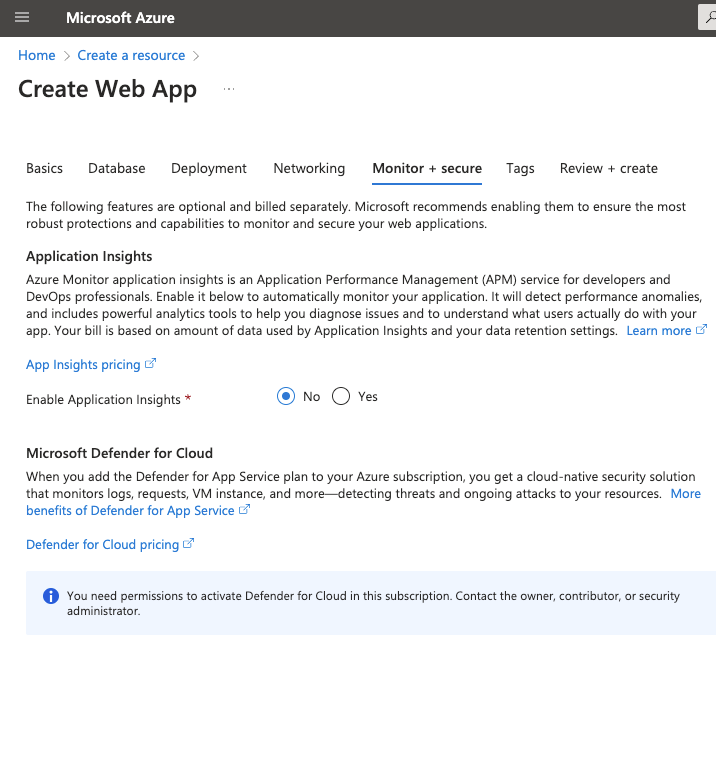 Microsoft Azure
Home > Create a resource >
Create Web App ...
Basics Database Deployment Networking Monitor + secure Tags Review + create
The following features are optional and billed separately. Microsoft recommends enabling them to ensure the most
robust protections and capabilities to monitor and secure your web applications.
Application Insights
Azure Monitor application insights is an Application Performance Management (APM) service for developers and
DevOps professionals. Enable it below to automatically monitor your application. It will detect performance anomalies,
and includes powerful analytics tools to help you diagnose issues and to understand what users actually do with your
app. Your bill is based on amount of data used by Application Insights and your data retention settings. Learn more
App Insights pricing
Enable Application Insights * No Yes
Microsoft Defender for Cloud
When you add the Defender for App Service plan to your Azure subscription, you get a cloud-native security solution
that monitors logs, requests, VM instance, and more—detecting threats and ongoing attacks to your resources. More
benefits of Defender for App Service
Defender for Cloud pricing
You need permissions to activate Defender for Cloud in this subscription. Contact the owner, contributor, or security
administrator.